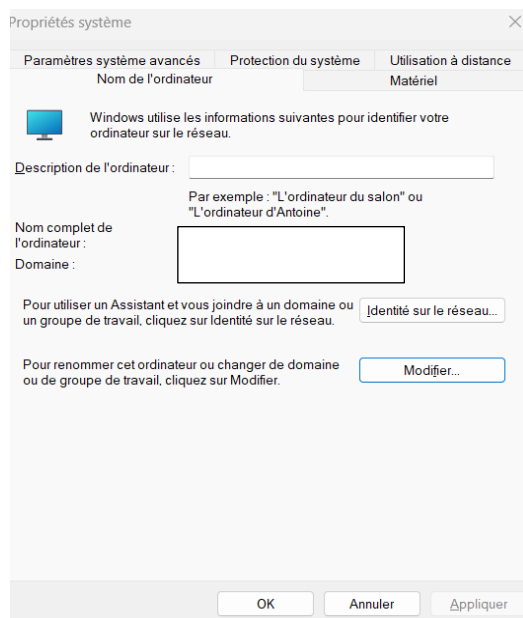 Propriétés système
Paramètres système avancés
Protection du système
Utilisation à distance
Nom de l'ordinateur
Matériel
Windows utilise les informations suivantes pour identifier votre
ordinateur sur le réseau.
Description de l'ordinateur :
Par exemple : "L'ordinateur du salon" ou
"L'ordinateur d'Antoine".
Nom complet de
l'ordinateur :
Domaine :
Pour utiliser un Assistant et vous joindre à un domaine ou
un groupe de travail, cliquez sur Identité sur le réseau.
Identité sur le réseau...
Pour renommer cet ordinateur ou changer de domaine
ou de groupe de travail, cliquez sur Modifier.
Modifier...
OK
Annuler
Appliquer